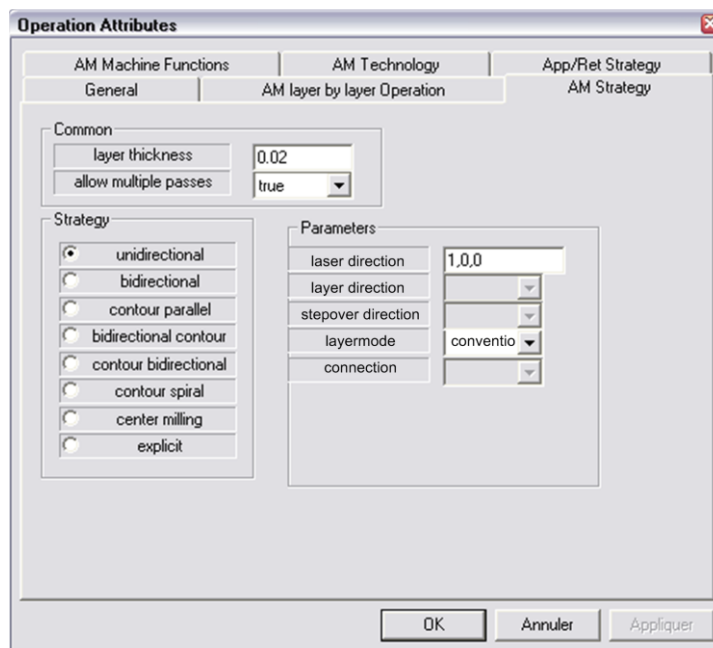 Operation Attributes
AM Machine Functions AM Technology App/Ret Strategy
General AM layer by layer Operation AM Strategy
Common
layer thickness 0.02
allow multiple passes true
Strategy
unidirectional
bidirectional
contour parallel
bidirectional contour
contour bidirectional
contour spiral
center milling
explicit
Parameters
laser direction 1,0,0
layer direction
stepover direction
layermode conventio
connection
OK Annuler Appliquer